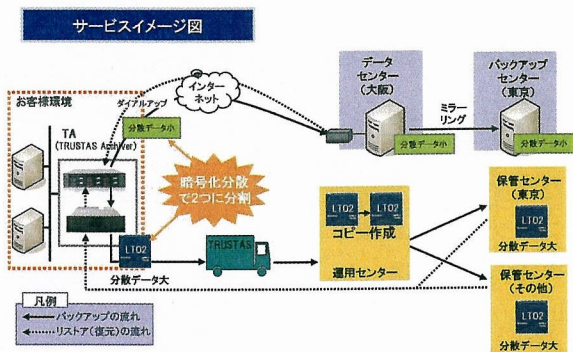 サービスイメージ図
お客様環境
TA
(TRUSTAS Archiver)
ダイアルアップ
インター
ネット
分散データ小
データ
センター
(大阪)
分散データ小
ミラー
リング
バックアップ
センター
(東京)
分散データ小
暗号化分散
で2つに分割
LTO2
分散データ大
TRUSTAS
LTO2
LTO2
コピー作成
運用センター
保管センター
(東京)
LTO2
分散データ大
保管センター
(その他)
LTO2
分散データ大
凡例
バックアップの流れ
リストア(復元)の流れ